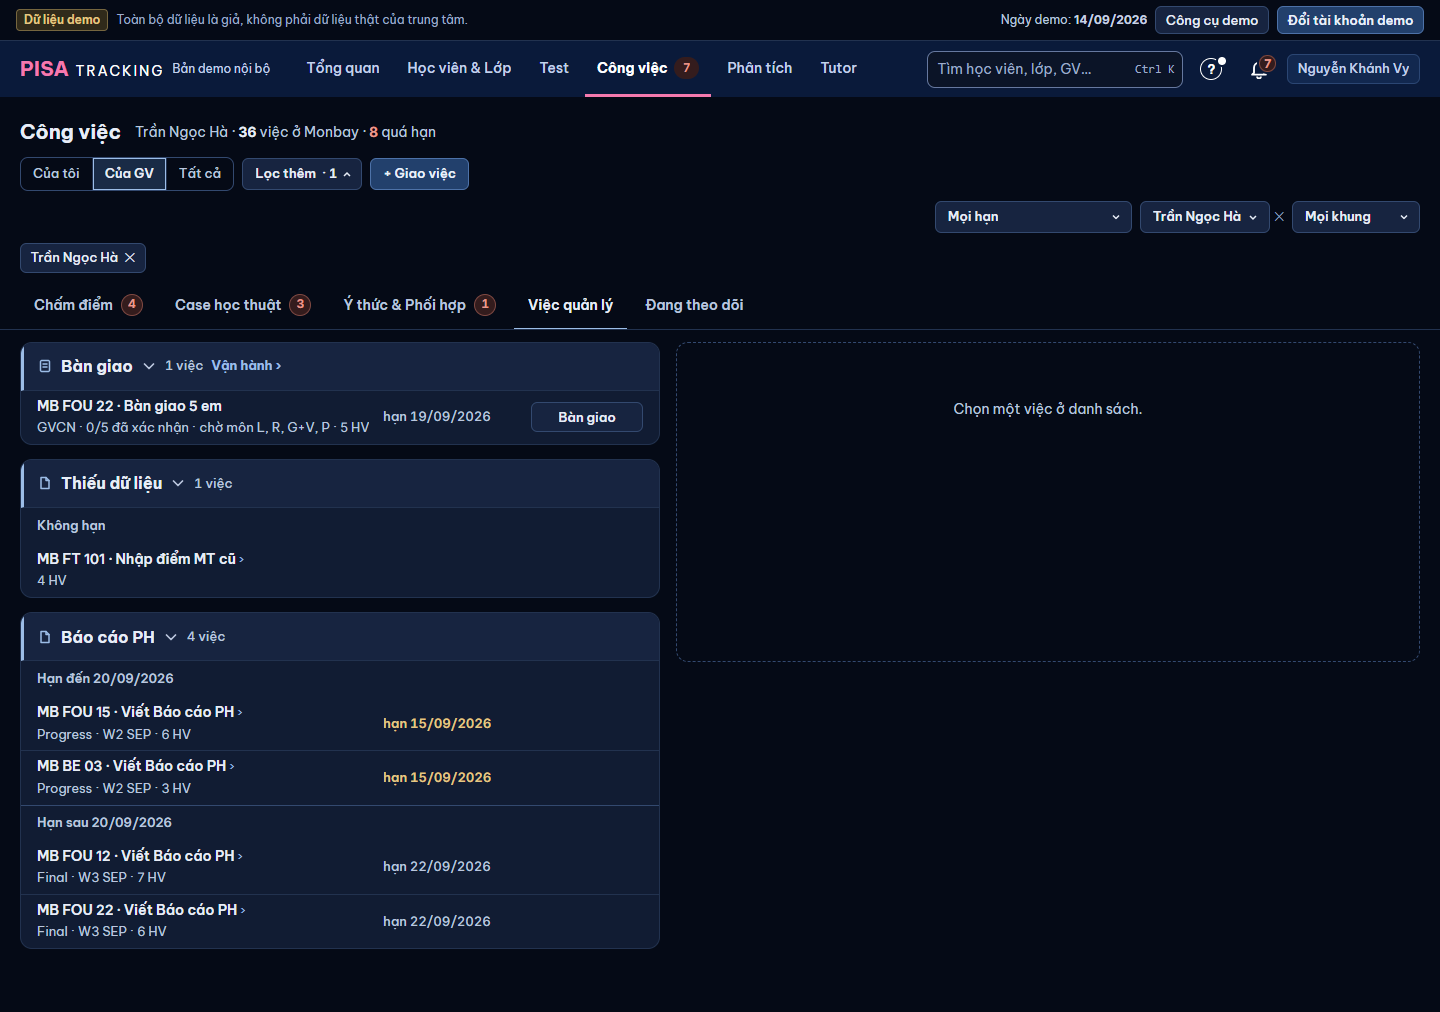 Dữ liệu demo Toàn bộ dữ liệu là giả, không phải dữ liệu thật của trung tâm. Ngày demo: 14/09/2026 Công cụ demo Đổi tài khoản demo
PISA TRACKING Bản demo nội bộ Tổng quan Học viên & Lớp Test Công việc 7 Phân tích Tutor Tìm học viên, lớp, GV... Ctrl K ? 7 Nguyễn Khánh Vy
Công việc Trần Ngọc Hà · 36 việc ở Monbay · 8 quá hạn
Của tôi Của GV Tất cả Lọc thêm · 1 + Giao việc
Mọi hạn Trần Ngọc Hà × Mọi khung
Trần Ngọc Hà ×
Chấm điểm 4 Case học thuật 3 Ý thức & Phối hợp 1 Việc quản lý Đang theo dõi
Bàn giao 1 việc Vận hành ›
MB FOU 22 · Bàn giao 5 em
GVCN · 0/5 đã xác nhận · chờ môn L, R, G+V, P · 5 HV
hạn 19/09/2026
Bàn giao
Thiếu dữ liệu 1 việc
Không hạn
MB FT 101 · Nhập điểm MT cũ ›
4 HV
Báo cáo PH 4 việc
Hạn đến 20/09/2026
MB FOU 15 · Viết Báo cáo PH ›
Progress · W2 SEP · 6 HV
hạn 15/09/2026
MB BE 03 · Viết Báo cáo PH ›
Progress · W2 SEP · 3 HV
hạn 15/09/2026
Hạn sau 20/09/2026
MB FOU 12 · Viết Báo cáo PH ›
Final · W3 SEP · 7 HV
hạn 22/09/2026
MB FOU 22 · Viết Báo cáo PH ›
Final · W3 SEP · 6 HV
hạn 22/09/2026
Chọn một việc ở danh sách.